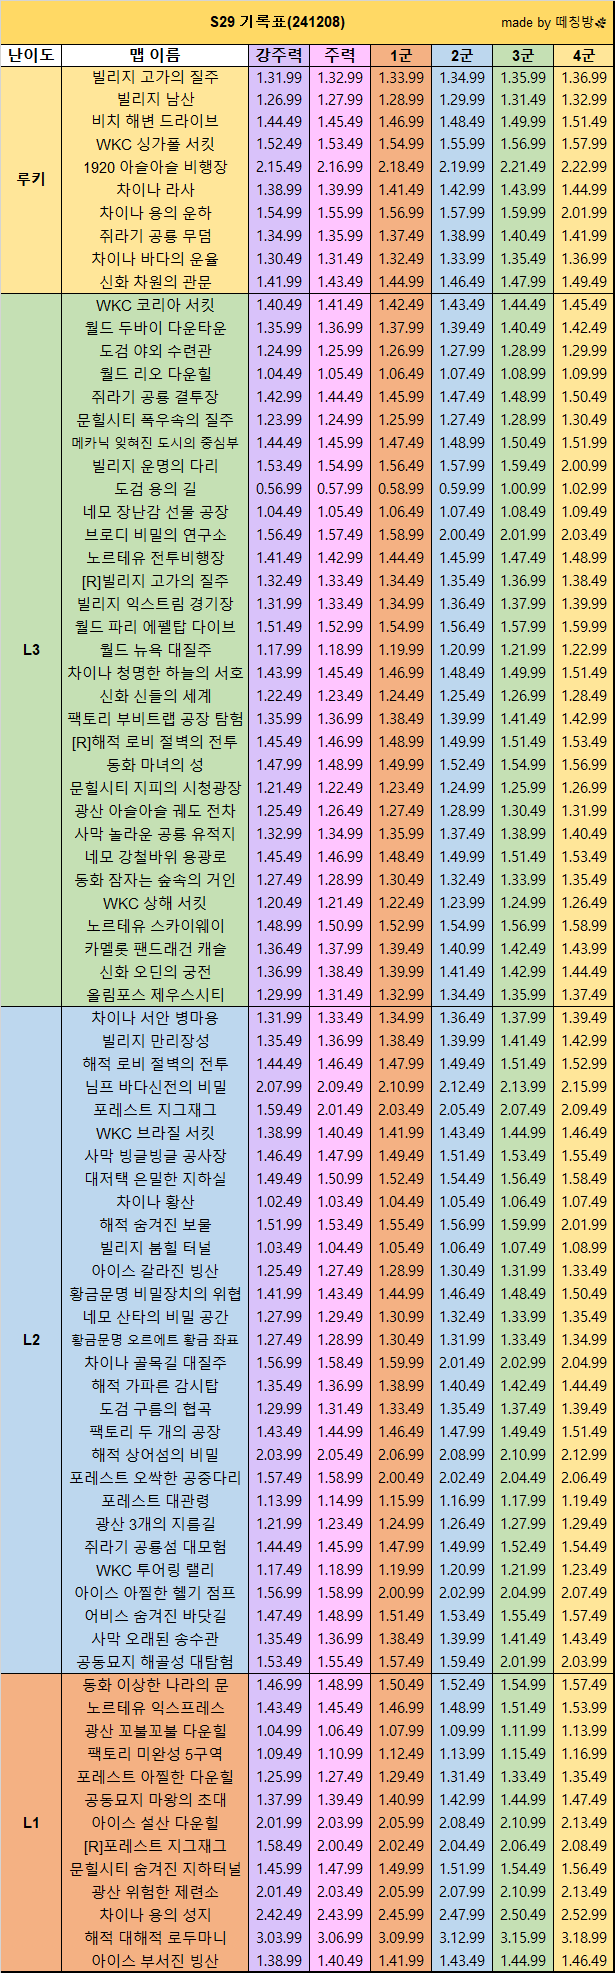 S29 기록표(241208) made by 떼칭방
난이도 맵 이름 강주력 주력 1군 2군 3군 4군
빌리지 고가의 질주 1.31.99 1.32.99 1.33.99 1.34.99 1.35.99 1.36.99
빌리지 남산 1.26.99 1.27.99 1.28.99 1.29.99 1.31.49 1.32.99
비치 해변 드라이브 1.44.49 1.45.49 1.46.99 1.48.49 1.49.99 1.51.49
WKC 싱가폴 서킷 1.52.49 1.53.49 1.54.99 1.55.99 1.56.99 1.57.99
루키 1920 아슬아슬 비행장 2.15.49 2.16.99 2.18.49 2.19.99 2.21.49 2.22.99
차이나 라사 1.38.99 1.39.99 1.41.49 1.42.99 1.43.99 1.44.99
차이나 용의 운하 1.54.99 1.55.99 1.56.99 1.57.99 1.59.99 2.01.99
쥐라기 공룡 무덤 1.34.99 1.35.99 1.37.49 1.38.99 1.40.49 1.41.99
차이나 바다의 운율 1.30.49 1.31.49 1.32.49 1.33.99 1.35.49 1.36.99
신화 차원의 관문 1.41.99 1.43.49 1.44.99 1.46.49 1.47.99 1.49.49
WKC 코리아 서킷 1.40.49 1.41.49 1.42.49 1.43.49 1.44.49 1.45.49
월드 두바이 다운타운 1.35.99 1.36.99 1.37.99 1.39.49 1.40.49 1.42.49
도검 야외 수련관 1.24.99 1.25.99 1.26.99 1.27.99 1.28.99 1.29.99
월드 리오 다운힐 1.04.49 1.05.49 1.06.49 1.07.49 1.08.99 1.09.99
쥐라기 공룡 결투장 1.42.99 1.44.49 1.45.99 1.47.49 1.48.99 1.50.49
문힐시티 폭우속의 질주 1.23.99 1.24.99 1.25.99 1.27.49 1.28.99 1.30.49
메카닉 잊혀진 도시의 중심부 1.44.49 1.45.99 1.47.49 1.48.99 1.50.49 1.51.99
빌리지 운명의 다리 1.53.49 1.54.99 1.56.49 1.57.99 1.59.49 2.00.99
도검 용의 길 0.56.99 0.57.99 0.58.99 0.59.99 1.00.99 1.02.99
네모 장난감 선물 공장 1.04.49 1.05.49 1.06.49 1.07.49 1.08.49 1.09.49
브로디 비밀의 연구소 1.56.49 1.57.49 1.58.99 2.00.49 2.01.99 2.03.49
노르테유 전투비행장 1.41.49 1.42.99 1.44.49 1.45.99 1.47.49 1.48.99
[R]빌리지 고가의 질주 1.32.49 1.33.49 1.34.49 1.35.49 1.36.99 1.38.49
빌리지 익스트림 경기장 1.31.99 1.33.49 1.34.99 1.36.49 1.37.99 1.39.99
월드 파리 에펠탑 다이브 1.51.49 1.52.99 1.54.99 1.56.49 1.57.99 1.59.99
L3 월드 뉴욕 대질주 1.17.99 1.18.99 1.19.99 1.20.99 1.21.99 1.22.99
차이나 청명한 하늘의 서호 1.43.99 1.45.49 1.46.99 1.48.49 1.49.99 1.51.49
신화 신들의 세계 1.22.49 1.23.49 1.24.49 1.25.49 1.26.99 1.28.49
팩토리 부비트랩 공장 탐험 1.35.99 1.36.99 1.38.49 1.39.99 1.41.49 1.42.99
[R]해적 로비 절벽의 전투 1.45.49 1.46.99 1.48.99 1.49.99 1.51.49 1.53.49
동화 마녀의 성 1.47.99 1.48.99 1.49.99 1.52.49 1.54.99 1.56.99
문힐시티 지피의 시청광장 1.21.49 1.22.49 1.23.49 1.24.99 1.25.99 1.26.99
광산 아슬아슬 궤도 전차 1.25.49 1.26.49 1.27.49 1.28.99 1.30.49 1.31.99
사막 놀라운 공룡 유적지 1.32.99 1.34.99 1.35.99 1.37.49 1.38.99 1.40.49
네모 강철바위 용광로 1.45.49 1.46.99 1.48.49 1.49.99 1.51.49 1.53.49
동화 잠자는 숲속의 거인 1.27.49 1.28.99 1.30.49 1.32.49 1.33.99 1.35.49
WKC 상해 서킷 1.20.49 1.21.49 1.22.49 1.23.99 1.24.99 1.26.49
노르테유 스카이웨이 1.48.99 1.50.99 1.52.99 1.54.99 1.56.99 1.58.99
카멜롯 팬드래건 캐슬 1.36.49 1.37.99 1.39.49 1.40.99 1.42.49 1.43.99
신화 오딘의 궁전 1.36.99 1.38.49 1.39.99 1.41.49 1.42.99 1.44.49
올림포스 제우스시티 1.29.99 1.31.49 1.32.99 1.34.49 1.35.99 1.37.49
차이나 서안 병마용 1.31.99 1.33.49 1.34.99 1.36.49 1.37.99 1.39.49
빌리지 만리장성 1.35.49 1.36.99 1.38.49 1.39.99 1.41.49 1.42.99
해적 로비 절벽의 전투 1.44.49 1.46.49 1.47.99 1.49.49 1.51.49 1.52.99
님프 바다신전의 비밀 2.07.99 2.09.49 2.10.99 2.12.49 2.13.99 2.15.99
포레스트 지그재그 1.59.49 2.01.49 2.03.49 2.05.49 2.07.49 2.09.49
WKC 브라질 서킷 1.38.99 1.40.49 1.41.99 1.43.49 1.44.99 1.46.49
사막 빙글빙글 공사장 1.46.49 1.47.99 1.49.49 1.51.49 1.53.49 1.55.49
대저택 은밀한 지하실 1.49.49 1.50.99 1.52.49 1.54.49 1.56.49 1.58.49
차이나 황산 1.02.49 1.03.49 1.04.49 1.05.49 1.06.49 1.07.49
해적 숨겨진 보물 1.51.99 1.53.49 1.55.49 1.56.99 1.59.99 2.01.99
빌리지 붐힐 터널 1.03.49 1.04.49 1.05.49 1.06.49 1.07.49 1.08.99
아이스 갈라진 빙산 1.25.49 1.27.49 1.28.99 1.30.49 1.31.99 1.33.49
황금문명 비밀장치의 위협 1.41.99 1.43.49 1.44.99 1.46.49 1.48.49 1.50.49
네모 산타의 비밀 공간 1.27.99 1.29.49 1.30.99 1.32.49 1.33.99 1.35.49
L2 황금문명 오르에트 황금 좌표 1.27.49 1.28.99 1.30.49 1.31.99 1.33.49 1.34.99
차이나 골목길 대질주 1.56.99 1.58.49 1.59.99 2.01.49 2.02.99 2.04.99
해적 가파른 감시탑 1.35.49 1.36.99 1.38.99 1.40.49 1.42.49 1.44.49
도검 구름의 협곡 1.29.99 1.31.49 1.33.49 1.35.49 1.37.49 1.39.49
팩토리 두 개의 공장 1.43.49 1.44.99 1.46.49 1.47.99 1.49.49 1.51.49
해적 상어섬의 비밀 2.03.99 2.05.49 2.06.99 2.08.99 2.10.99 2.12.99
포레스트 오싹한 공중다리 1.57.49 1.58.99 2.00.49 2.02.49 2.04.49 2.06.49
포레스트 대관령 1.13.99 1.14.99 1.15.99 1.16.99 1.17.99 1.19.49
광산 3개의 지름길 1.21.99 1.23.49 1.24.99 1.26.49 1.27.99 1.29.49
쥐라기 공룡섬 대모험 1.44.49 1.45.99 1.47.99 1.49.99 1.52.49 1.54.49
WKC 투어링 랠리 1.17.49 1.18.99 1.19.99 1.20.99 1.21.99 1.23.49
아이스 아찔한 헬기 점프 1.56.99 1.58.99 2.00.99 2.02.99 2.04.99 2.07.49
어비스 숨겨진 바닷길 1.47.49 1.48.99 1.51.49 1.53.49 1.55.49 1.57.49
사막 오래된 송수관 1.35.49 1.36.99 1.38.49 1.39.99 1.41.49 1.43.49
공동묘지 해골성 대탐험 1.53.49 1.55.49 1.57.49 1.59.49 2.01.99 2.03.99
동화 이상한 나라의 문 1.46.99 1.48.99 1.50.49 1.52.49 1.54.99 1.57.49
노르테유 익스프레스 1.43.49 1.45.49 1.46.99 1.48.99 1.51.49 1.53.99
광산 꼬불꼬불 다운힐 1.04.99 1.06.49 1.07.99 1.09.99 1.11.99 1.13.99
팩토리 미완성 5구역 1.09.49 1.10.99 1.12.49 1.13.99 1.15.49 1.16.99
포레스트 아찔한 다운힐 1.25.99 1.27.49 1.29.49 1.31.49 1.33.49 1.35.49
공동묘지 마왕의 초대 1.37.99 1.39.49 1.40.99 1.42.99 1.44.99 1.47.49
L1 아이스 설산 다운힐 2.01.99 2.03.99 2.05.99 2.08.49 2.10.99 2.13.49
[R]포레스트 지그재그 1.58.49 2.00.49 2.02.49 2.04.49 2.06.49 2.08.49
문힐시티 숨겨진 지하터널 1.45.99 1.47.99 1.49.99 1.51.99 1.54.49 1.56.49
광산 위험한 제련소 2.01.49 2.03.49 2.05.99 2.07.99 2.10.99 2.13.49
차이나 용의 성지 2.42.49 2.43.99 2.45.99 2.47.99 2.50.49 2.52.99
해적 대해적 로두마니 3.03.99 3.06.99 3.09.99 3.12.99 3.15.99 3.18.99
아이스 부서진 빙산 1.38.99 1.40.49 1.41.99 1.43.49 1.44.99 1.46.49